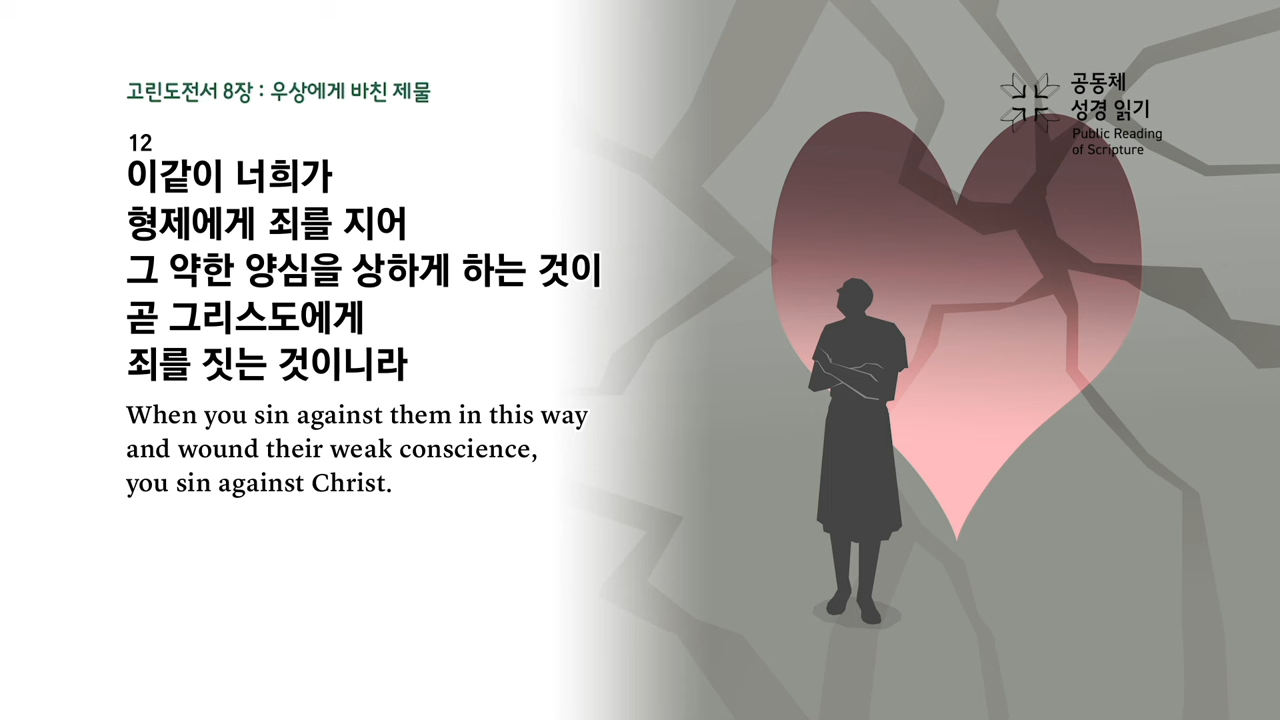 고린도전서 8장 : 우상에게 바친 제물
12
이같이 너희가
형제에게 죄를 지어
그 약한 양심을 상하게 하는 것이
곧 그리스도에게
죄를 짓는 것이니라
When you sin against them in this way
and wound their weak conscience,
you sin against Christ.
공동체
성경 읽기
Public Reading
of Scripture